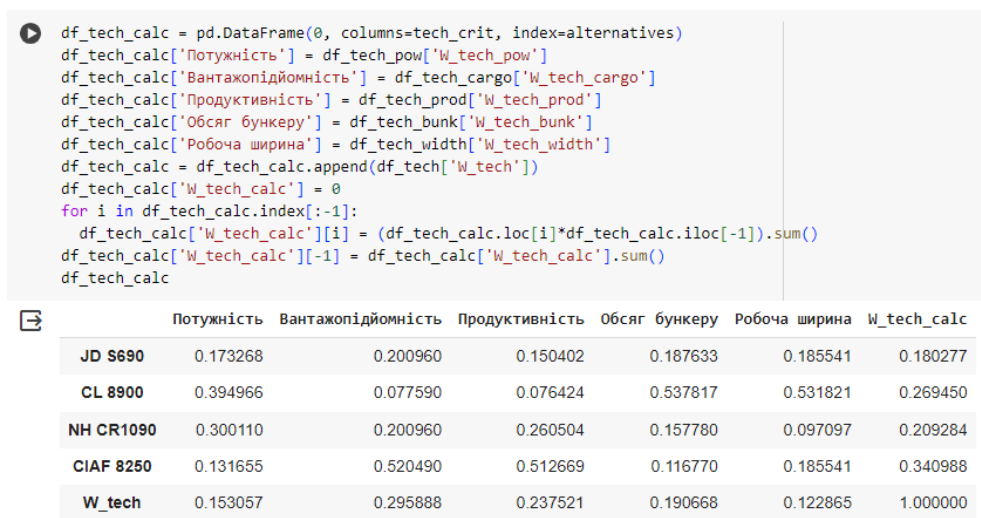 df_tech_calc = pd.DataFrame(0, columns=tech_crit, index=alternatives)
df_tech_calc['Потужність'] = df_tech_pow['W_tech_pow']
df_tech_calc['Вантажопідйомність'] = df_tech_cargo['W_tech_cargo']
df_tech_calc['Продуктивність'] = df_tech_prod['W_tech_prod']
df_tech_calc['Обсяг бункеру'] = df_tech_bunk['W_tech_bunk']
df_tech_calc['Робоча ширина'] = df_tech_width['W_tech_width']
df_tech_calc = df_tech_calc.append(df_tech['W_tech'])
df_tech_calc['W_tech_calc'] = 0
for i in df_tech_calc.index[:-1]:
  df_tech_calc['W_tech_calc'][i] = (df_tech_calc.loc[i]*df_tech_calc.iloc[-1]).sum()
df_tech_calc['W_tech_calc'][-1] = df_tech_calc['W_tech_calc'].sum()
df_tech_calc
Потужність Вантажопідйомність Продуктивність Обсяг бункеру Робоча ширина W_tech_calc
JD S690 0.173268 0.200960 0.150402 0.187633 0.185541 0.180277
CL 8900 0.394966 0.077590 0.076424 0.537817 0.531821 0.269450
NH CR1090 0.300110 0.200960 0.260504 0.157780 0.097097 0.209284
CIAF 8250 0.131655 0.520490 0.512669 0.116770 0.185541 0.340988
W_tech 0.153057 0.295888 0.237521 0.190668 0.122865 1.000000